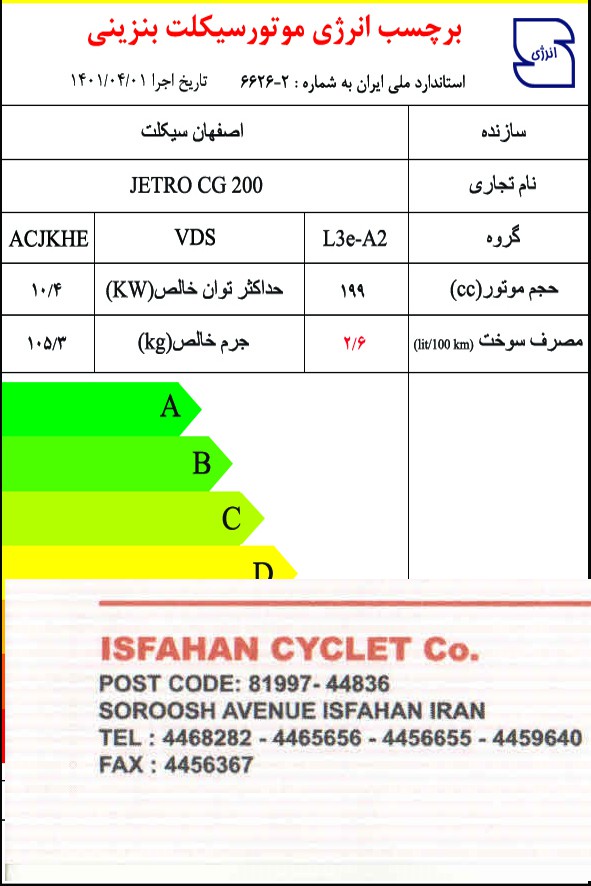 برچسب انرژی موتورسیکلت بنزینی
انرژی
استاندارد ملی ایران به شماره : ۲-۶۶۲۶ تاریخ اجرا ۱۴۰۱/۰۴/۰۱
سازنده اصفهان سیکلت
نام تجاری JETRO CG 200
گروه L3e-A2 VDS ACJKHE
حجم موتور(cc) ۱۹۹ حداکثر توان خالص(KW) ۱۰/۴
مصرف سوخت (lit/100 km) ۲/۶ جرم خالص(kg) ۱۰۵/۳
A
B
C
D
ISFAHAN CYCLET Co.
POST CODE: 81997- 44836
SOROOSH AVENUE ISFAHAN IRAN
TEL : 4468282 - 4465656 - 4456655 - 4459640
FAX : 4456367